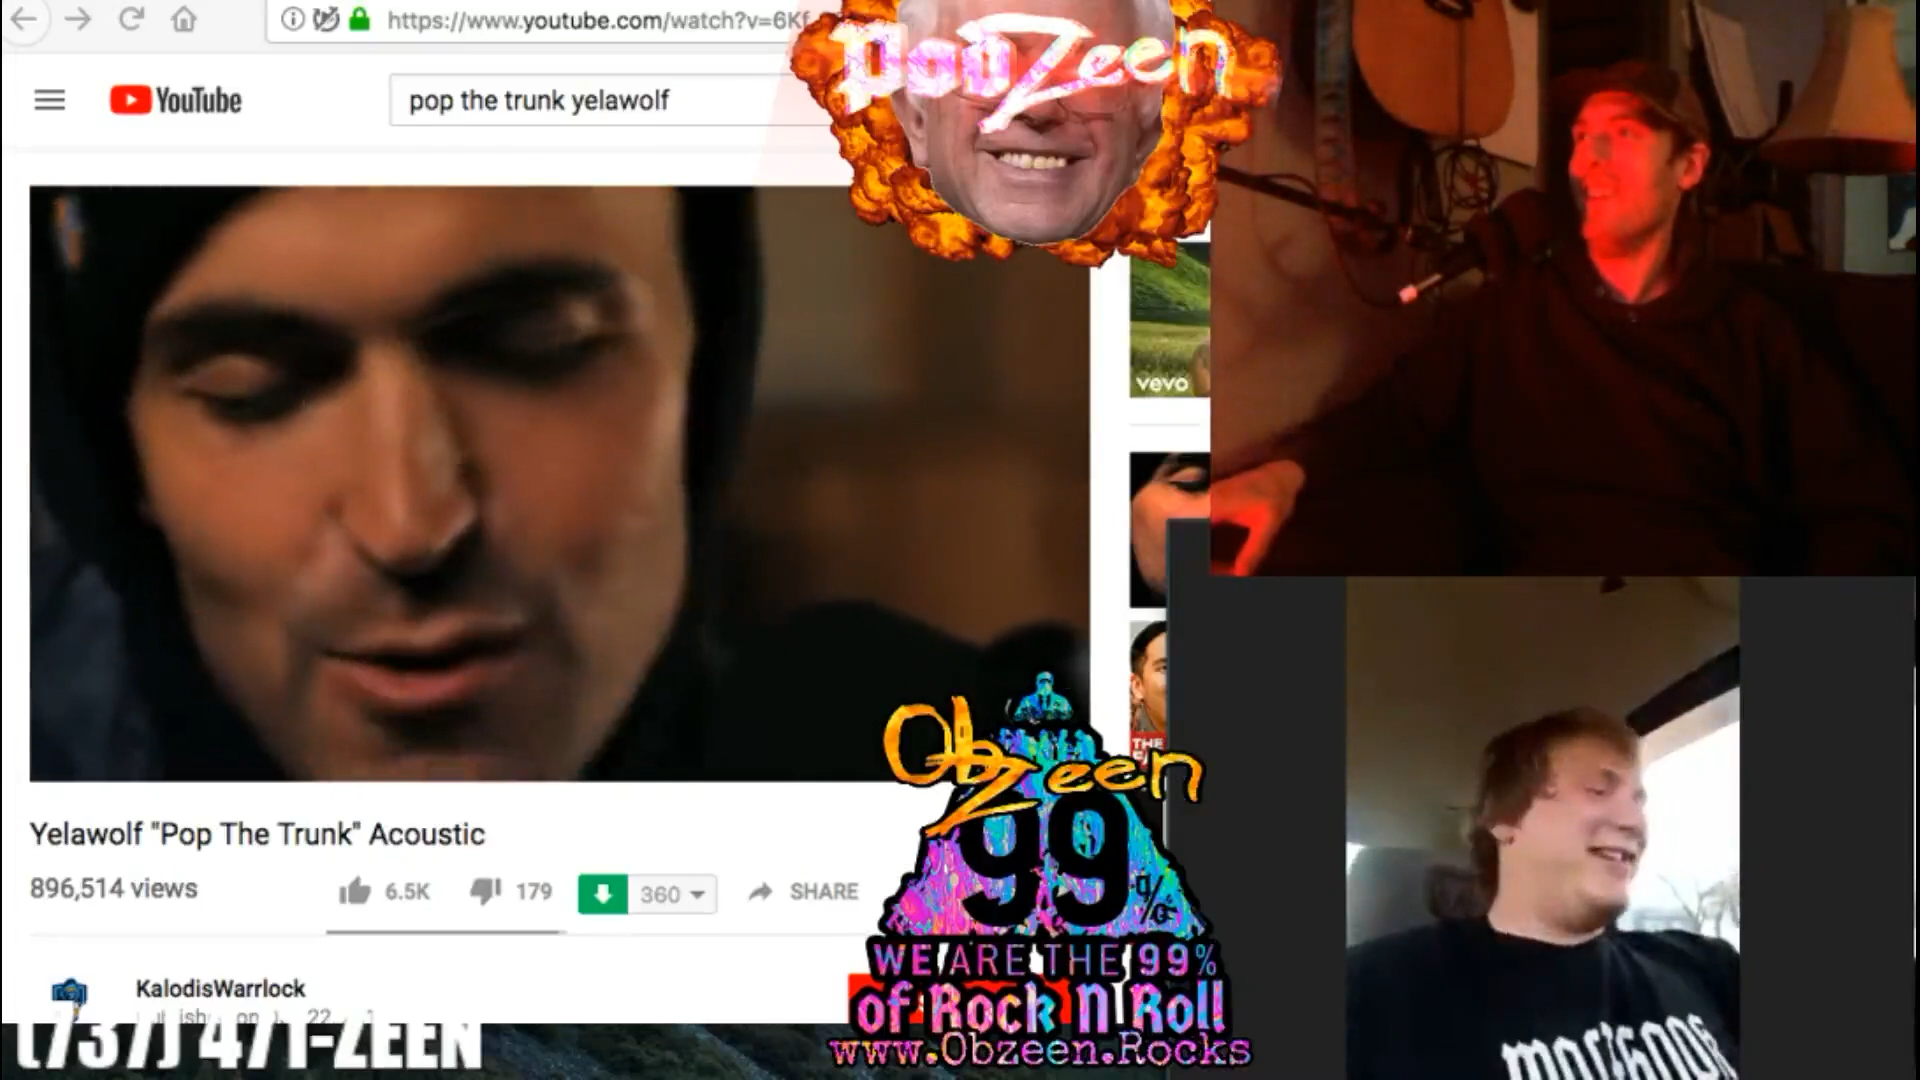 https://www.youtube.com/watch?v=6Kf
YouTube
pop the trunk yelawolf
PopZeen
vevo
THE
Yelawolf "Pop The Trunk" Acoustic
896,514 views
6.5K
179
360
SHARE
KalodisWarrlock
(737) 471-ZEEN
ObZeen
99%
WE ARE THE 99%
of Rock N Roll
www.Obzeen.Rocks